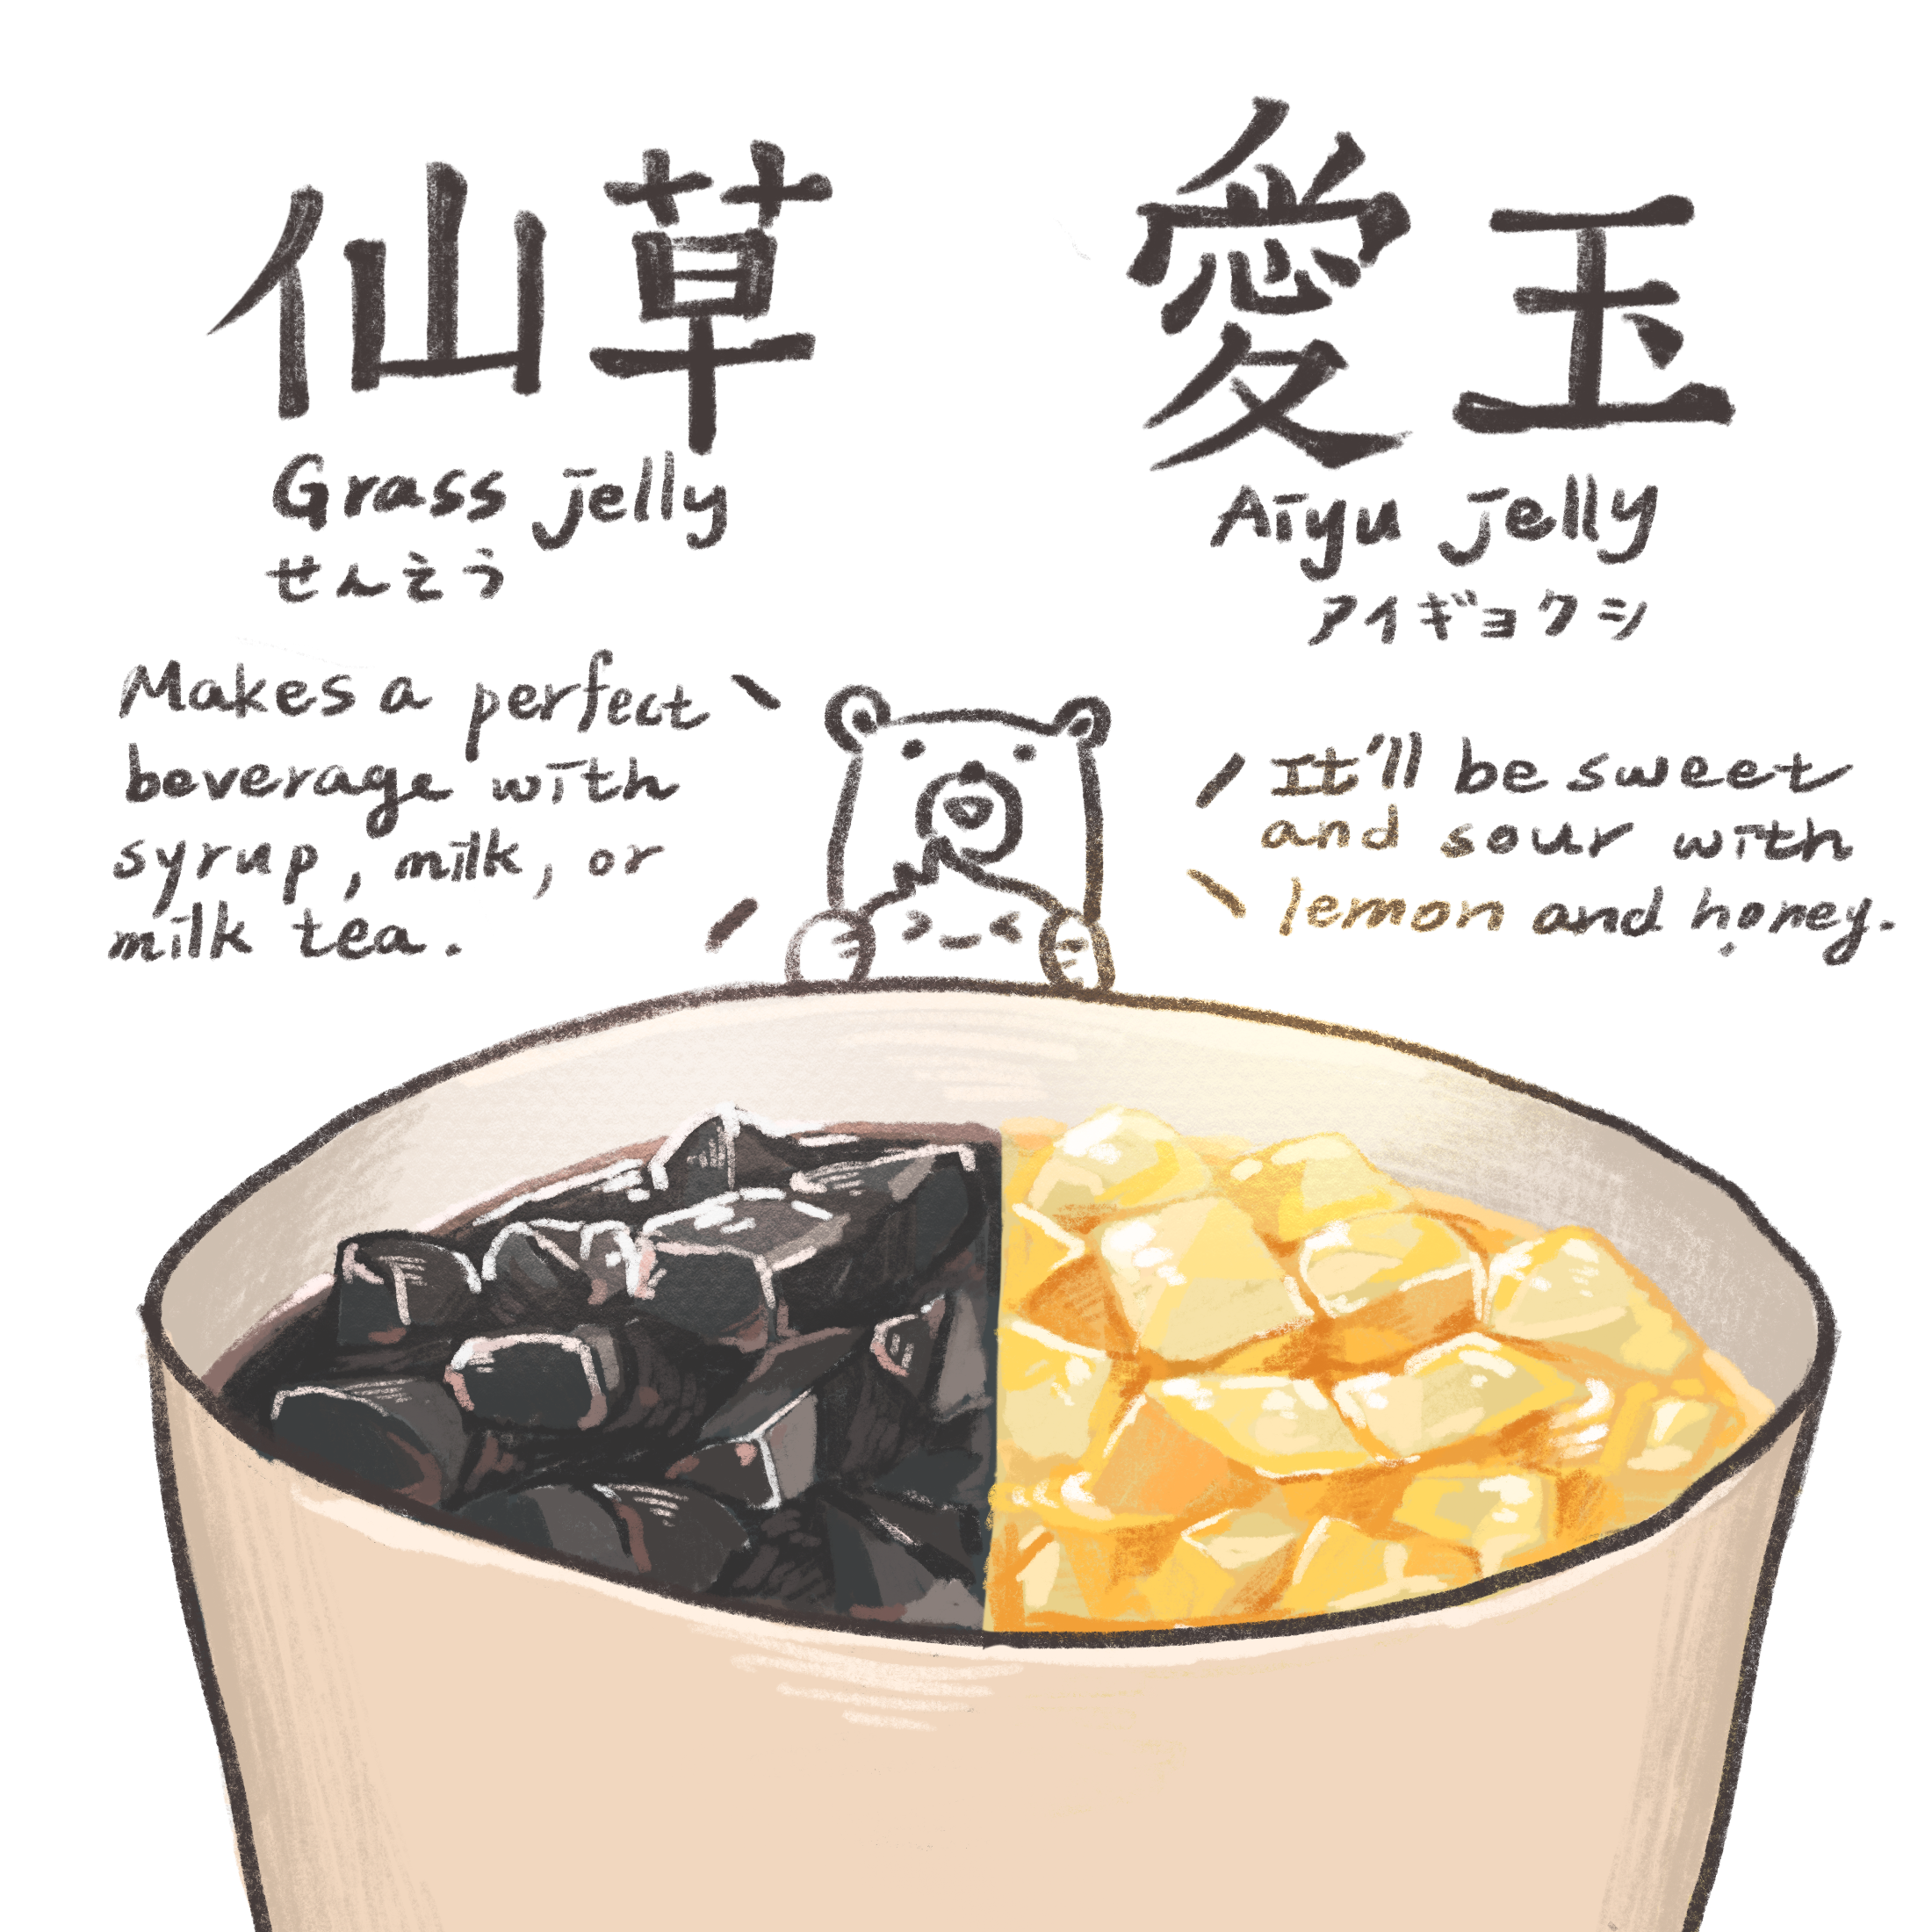 仙草
Grass jelly
せんそう
Makes a perfect
beverage with
syrup, milk, or
milk tea.
愛玉
Aiyu jelly
アイギョクシ
It'll be sweet
and sour with
lemon and honey.